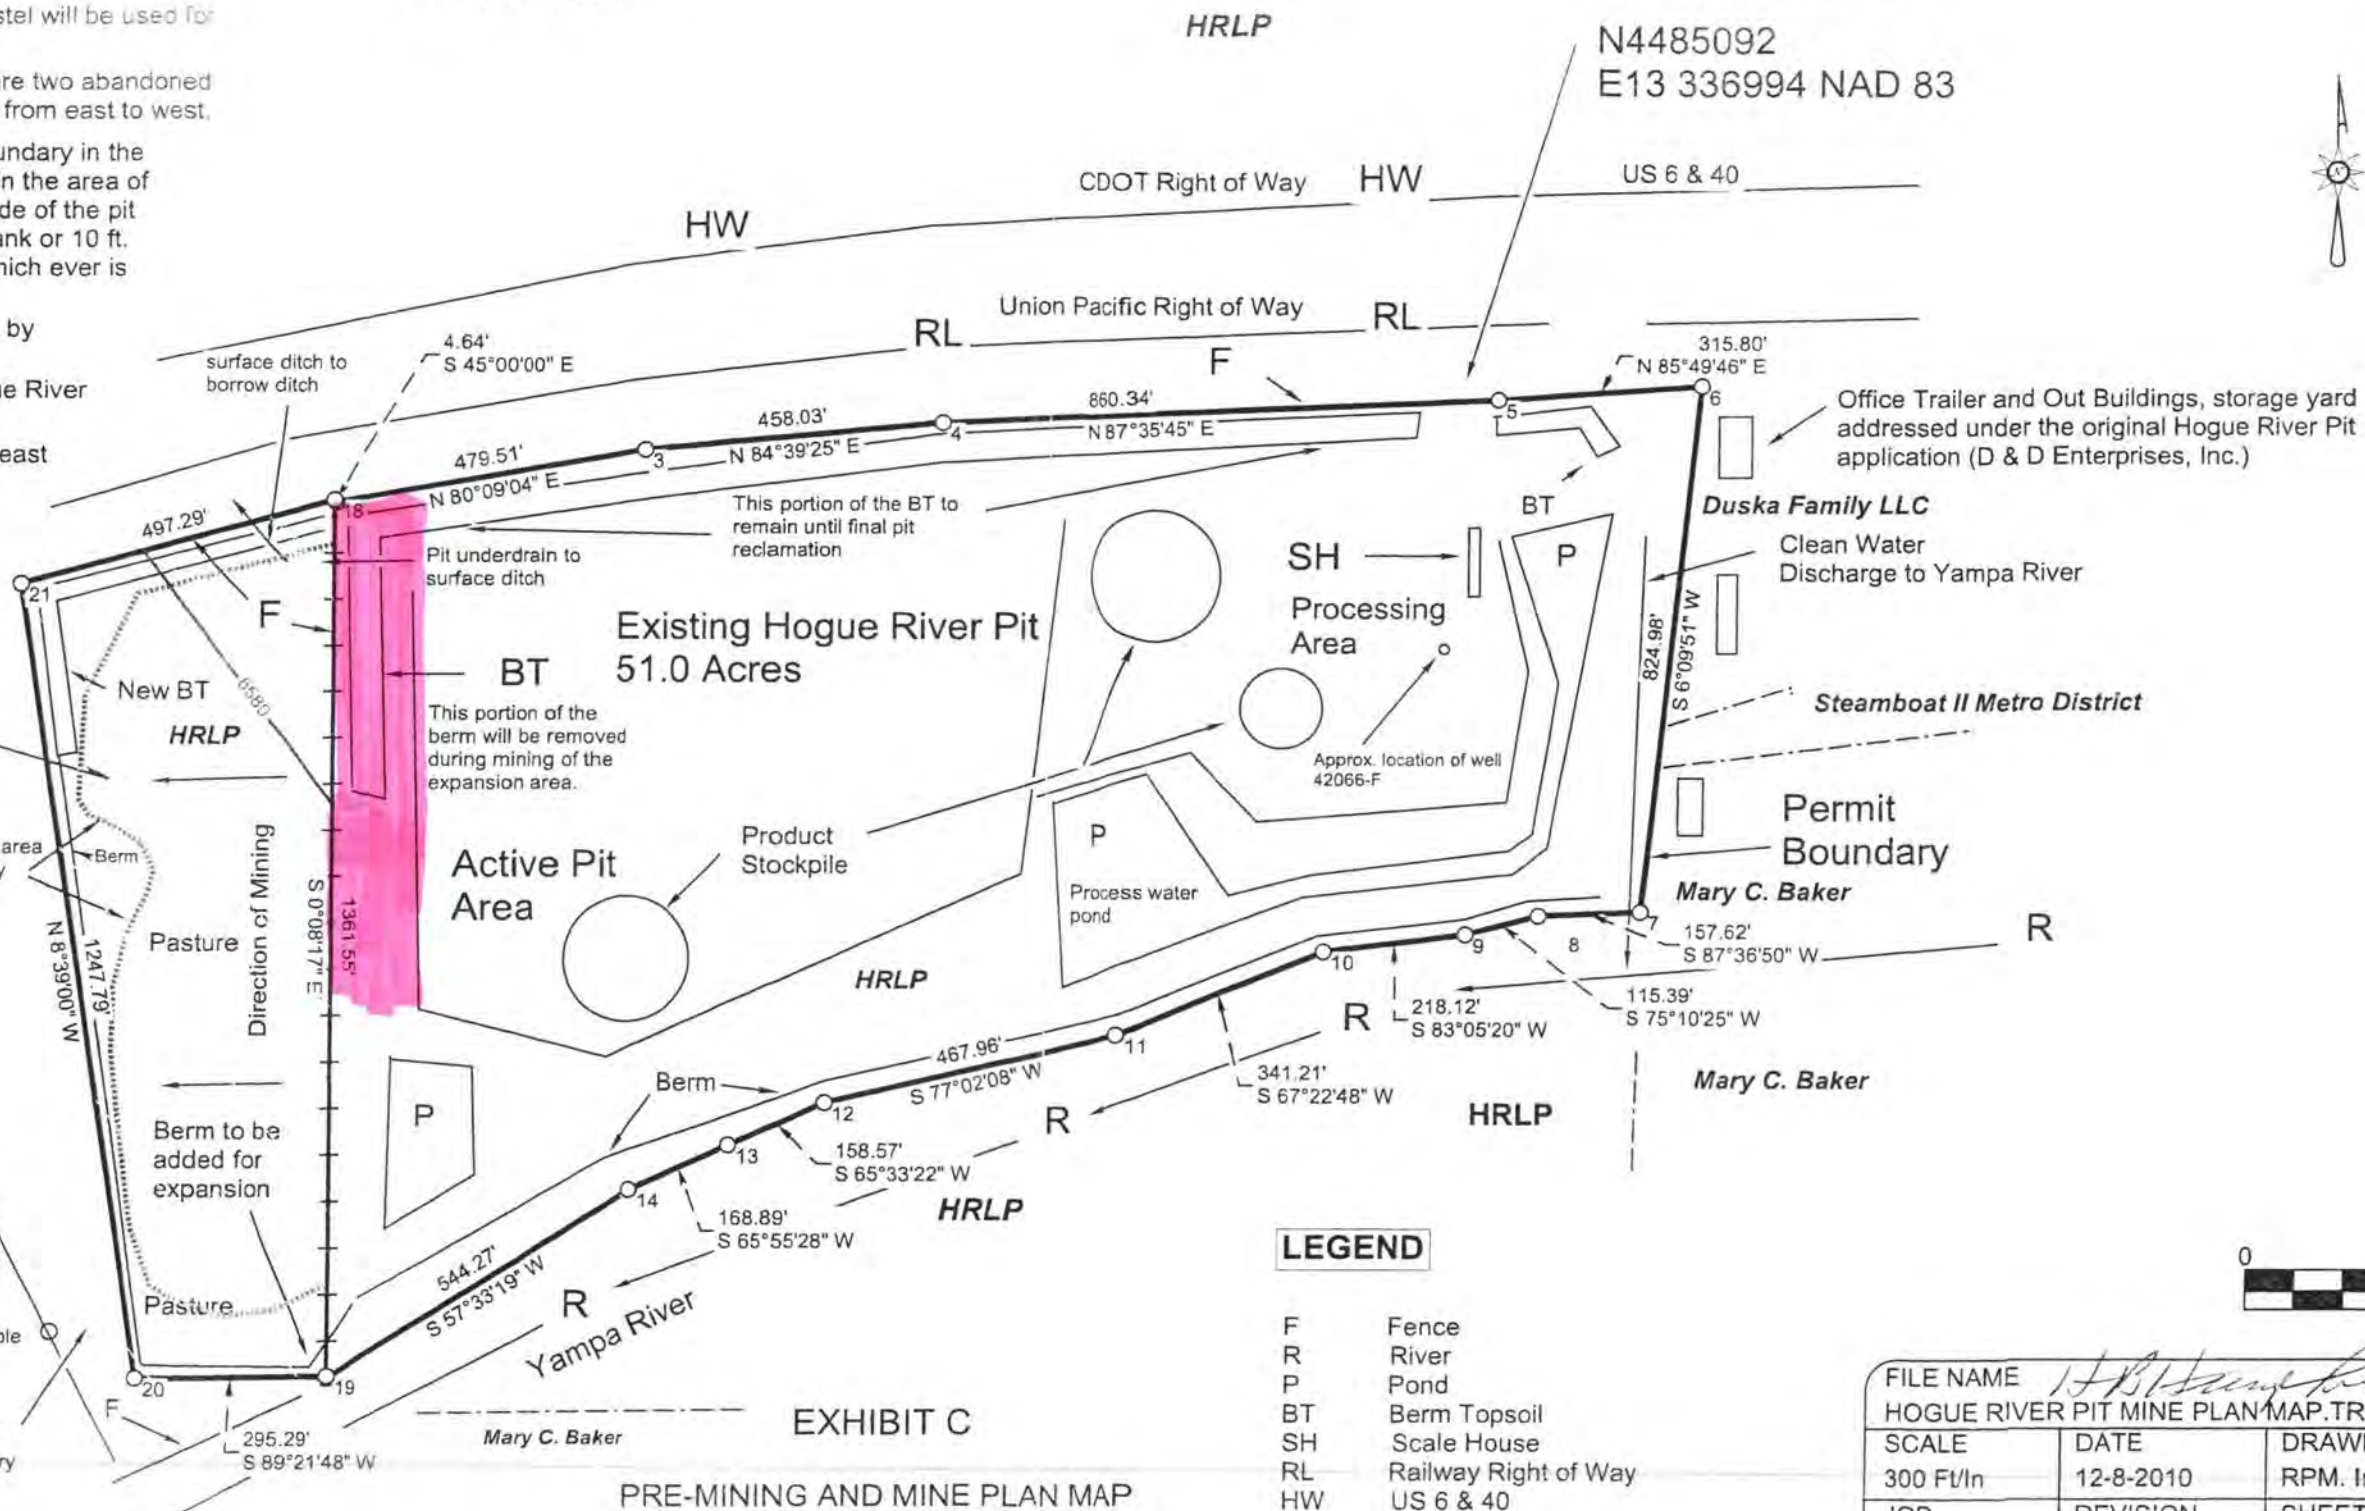 stel will be used for
re two abandoned
from east to west.
undary in the
n the area of
de of the pit
ank or 10 ft.
hich ever is
by
ue River
east
HRLP
N4485092
E13 336994 NAD 83
CDOT Right of Way
HW
US 6 & 40
HW
Union Pacific Right of Way
RL
RL
F
surface ditch to
borrow ditch
4.64'
S 45°00'00" E
315.80'
N 85°49'46" E
860.34'
N 87°35'45" E
458.03'
N 84°39'25" E
479.51'
N 80°09'04" E
497.29'
18
3
4
5
6
21
Office Trailer and Out Buildings, storage yard
addressed under the original Hogue River Pit
application (D & D Enterprises, Inc.)
This portion of the BT to
remain until final pit
reclamation
BT
Duska Family LLC
Pit underdrain to
surface ditch
SH
P
Clean Water
Discharge to Yampa River
F
Existing Hogue River Pit
51.0 Acres
Processing
Area
824.98'
S 6°09'51" W
New BT
6580
BT
HRLP
This portion of the
berm will be removed
during mining of the
expansion area.
Steamboat II Metro District
Approx. location of well
42066-F
Permit
Boundary
area
Berm
Direction of Mining
S 0°08'17" E
1361.55'
Active Pit
Area
Product
Stockpile
P
Process water
pond
Mary C. Baker
7
R
Pasture
N 8°39'00" W
1247.79'
HRLP
10
9
8
157.62'
S 87°36'50" W
115.39'
S 75°10'25" W
218.12'
S 83°05'20" W
R
11
467.96'
S 77°02'08" W
341.21'
S 67°22'48" W
Mary C. Baker
HRLP
Berm
P
12
R
Berm to be
added for
expansion
13
158.57'
S 65°33'22" W
14
HRLP
168.89'
S 65°55'28" W
544.27'
S 57°33'19" W
R
Yampa River
Pasture
ole
20
19
F
295.29'
S 89°21'48" W
ry
Mary C. Baker
EXHIBIT C
PRE-MINING AND MINE PLAN MAP
LEGEND
F Fence
R River
P Pond
BT Berm Topsoil
SH Scale House
RL Railway Right of Way
HW US 6 & 40
0
FILE NAME
HOGUE RIVER PIT MINE PLAN MAP.TR
SCALE DATE DRAW
300 Ft/In 12-8-2010 RPM. I
JOB REVISION SHEET